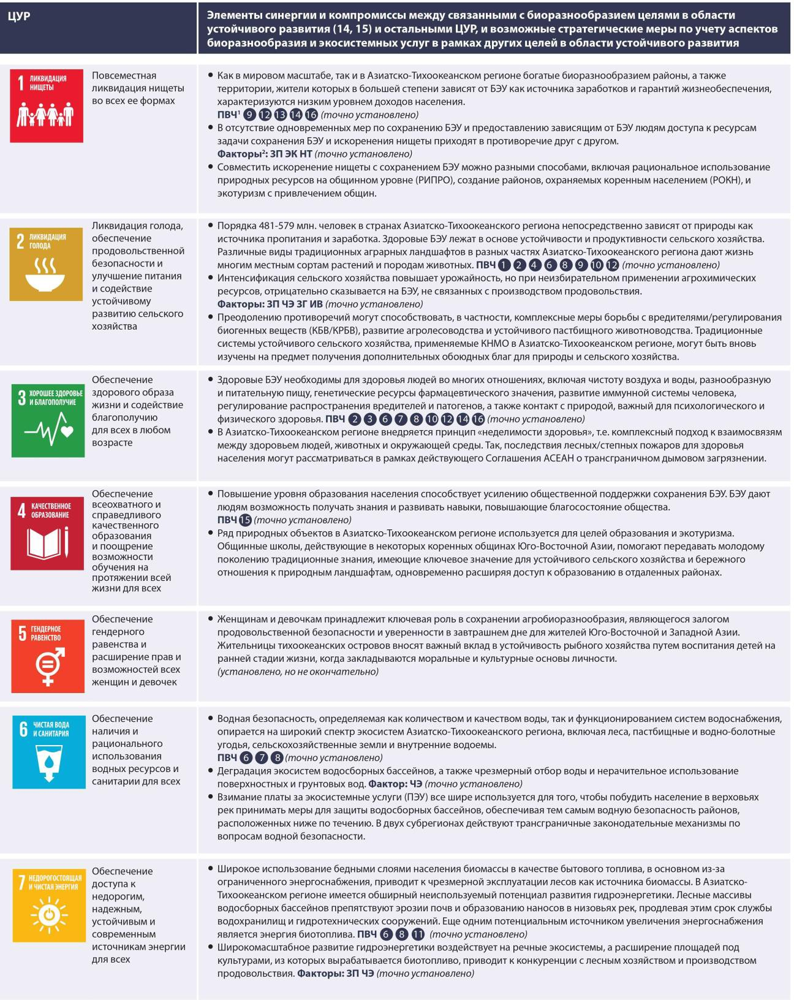 ЦУР
Элементы синергии и компромиссы между связанными с биоразнообразием целями в области
устойчивого развития (14, 15) и остальными ЦУР, и возможные стратегические меры по учету аспектов
биоразнообразия и экосистемных услуг в рамках других целей в области устойчивого развития
1 ЛИКВИДАЦИЯ
НИЩЕТЫ
Повсеместная
ликвидация нищеты
во всех ее формах
• Как в мировом масштабе, так и в Азиатско-Тихоокеанском регионе богатые биоразнообразием районы, а также
территории, жители которых в большей степени зависят от БЭУ как источника заработков и гарантий жизнеобеспечения,
характеризуются низким уровнем доходов населения.
ПВЧ¹ 9 12 13 14 16 (точно установлено)
• В отсутствие одновременных мер по сохранению БЭУ и предоставлению зависящим от БЭУ людям доступа к ресурсам
задачи сохранения БЭУ и искоренения нищеты приходят в противоречие друг с другом.
Факторы²: ЗП ЭК НТ (точно установлено)
• Совместить искоренение нищеты с сохранением БЭУ можно разными способами, включая рациональное использование
природных ресурсов на общинном уровне (РИПРО), создание районов, охраняемых коренным населением (РОКН), и
экотуризм с привлечением общин.
2 ЛИКВИДАЦИЯ
ГОЛОДА
Ликвидация голода,
обеспечение
продовольственной
безопасности и
улучшение питания
и содействие
устойчивому
развитию сельского
хозяйства
• Порядка 481-579 млн. человек в странах Азиатско-Тихоокеанского региона непосредственно зависят от природы как
источника пропитания и заработка. Здоровые БЭУ лежат в основе устойчивости и продуктивности сельского хозяйства.
Различные виды традиционных аграрных ландшафтов в разных частях Азиатско-Тихоокеанского региона дают жизнь
многим местным сортам растений и породам животных. ПВЧ 1 2 4 6 8 9 10 12 (точно установлено)
• Интенсификация сельского хозяйства повышает урожайность, но при неизбирательном применении агрохимических
ресурсов, отрицательно сказывается на БЭУ, не связанных с производством продовольствия.
Факторы: ЗП ЧЭ ЗГ ИВ (точно установлено)
• Преодолению противоречий могут способствовать, в частности, комплексные меры борьбы с вредителями/регулирования
биогенных веществ (КБВ/КРБВ), развитие агролесоводства и устойчивого пастбищного животноводства. Традиционные
системы устойчивого сельского хозяйства, применяемые КНМО в Азиатско-Тихоокеанском регионе, могут быть вновь
изучены на предмет получения дополнительных обоюдных благ для природы и сельского хозяйства.
3 ХОРОШЕЕ ЗДОРОВЬЕ
И БЛАГОПОЛУЧИЕ
Обеспечение
здорового образа
жизни и содействие
благополучию
для всех в любом
возрасте
• Здоровые БЭУ необходимы для здоровья людей во многих отношениях, включая чистоту воздуха и воды, разнообразную
и питательную пищу, генетические ресурсы фармацевтического значения, развитие иммунной системы человека,
регулирование распространения вредителей и патогенов, а также контакт с природой, важный для психологического и
физического здоровья. ПВЧ 2 3 6 7 8 10 12 14 16 (точно установлено)
• В Азиатско-Тихоокеанском регионе внедряется принцип «неделимости здоровья», т.е. комплексный подход к взаимосвязям
между здоровьем людей, животных и окружающей среды. Так, последствия лесных/степных пожаров для здоровья
населения могут рассматриваться в рамках действующего Соглашения АСЕАН о трансграничном дымовом загрязнении.
4 КАЧЕСТВЕННОЕ
ОБРАЗОВАНИЕ
Обеспечение
всеохватного и
справедливого
качественного
образования
и поощрение
возможности
обучения на
протяжении всей
жизни для всех
• Повышение уровня образования населения способствует усилению общественной поддержки сохранения БЭУ. БЭУ дают
людям возможность получать знания и развивать навыки, повышающие благосостояние общества.
ПВЧ 15 (точно установлено)
• Ряд природных объектов в Азиатско-Тихоокеанском регионе используется для целей образования и экотуризма.
Общинные школы, действующие в некоторых коренных общинах Юго-Восточной Азии, помогают передавать молодому
поколению традиционные знания, имеющие ключевое значение для устойчивого сельского хозяйства и бережного
отношения к природным ландшафтам, одновременно расширяя доступ к образованию в отдаленных районах.
5 ГЕНДЕРНОЕ
РАВЕНСТВО
Обеспечение
гендерного
равенства и
расширение прав и
возможностей всех
женщин и девочек
• Женщинам и девочкам принадлежит ключевая роль в сохранении агробиоразнообразия, являющегося залогом
продовольственной безопасности и уверенности в завтрашнем дне для жителей Юго-Восточной и Западной Азии.
Жительницы тихоокеанских островов вносят важный вклад в устойчивость рыбного хозяйства путем воспитания детей на
ранней стадии жизни, когда закладываются моральные и культурные основы личности.
(установлено, но не окончательно)
6 ЧИСТАЯ ВОДА
И САНИТАРИЯ
Обеспечение
наличия и
рационального
использования
водных ресурсов и
санитарии для всех
• Водная безопасность, определяемая как количеством и качеством воды, так и функционированием систем водоснабжения,
опирается на широкий спектр экосистем Азиатско-Тихоокеанского региона, включая леса, пастбищные и водно-болотные
угодья, сельскохозяйственные земли и внутренние водоемы.
ПВЧ 6 7 8 (точно установлено)
• Деградация экосистем водосборных бассейнов, а также чрезмерный отбор воды и нерачительное использование
поверхностных и грунтовых вод. Фактор: ЧЭ (точно установлено)
• Взимание платы за экосистемные услуги (ПЭУ) все шире используется для того, чтобы побудить население в верховьях
рек принимать меры для защиты водосборных бассейнов, обеспечивая тем самым водную безопасность районов,
расположенных ниже по течению. В двух субрегионах действуют трансграничные законодательные механизмы по
вопросам водной безопасности.
7 НЕДОРОГОСТОЯЩАЯ
И ЧИСТАЯ ЭНЕРГИЯ
Обеспечение
доступа к
недорогим,
надежным,
устойчивым и
современным
источникам энергии
для всех
• Широкое использование бедными слоями населения биомассы в качестве бытового топлива, в основном из-за
ограниченного энергоснабжения, приводит к чрезмерной эксплуатации лесов как источника биомассы. В Азиатско-
Тихоокеанском регионе имеется обширный неиспользуемый потенциал развития гидроэнергетики. Лесные массивы
водосборных бассейнов препятствуют эрозии почв и образованию наносов в низовьях рек, продлевая этим срок службы
водохранилищ и гидротехнических сооружений. Еще одним потенциальным источником увеличения энергоснабжения
является энергия биотоплива. ПВЧ 6 8 11 (точно установлено)
• Широкомасштабное развитие гидроэнергетики воздействует на речные экосистемы, а расширение площадей под
культурами, из которых вырабатывается биотопливо, приводит к конкуренции с лесным хозяйством и производством
продовольствия. Факторы: ЗП ЧЭ (точно установлено)